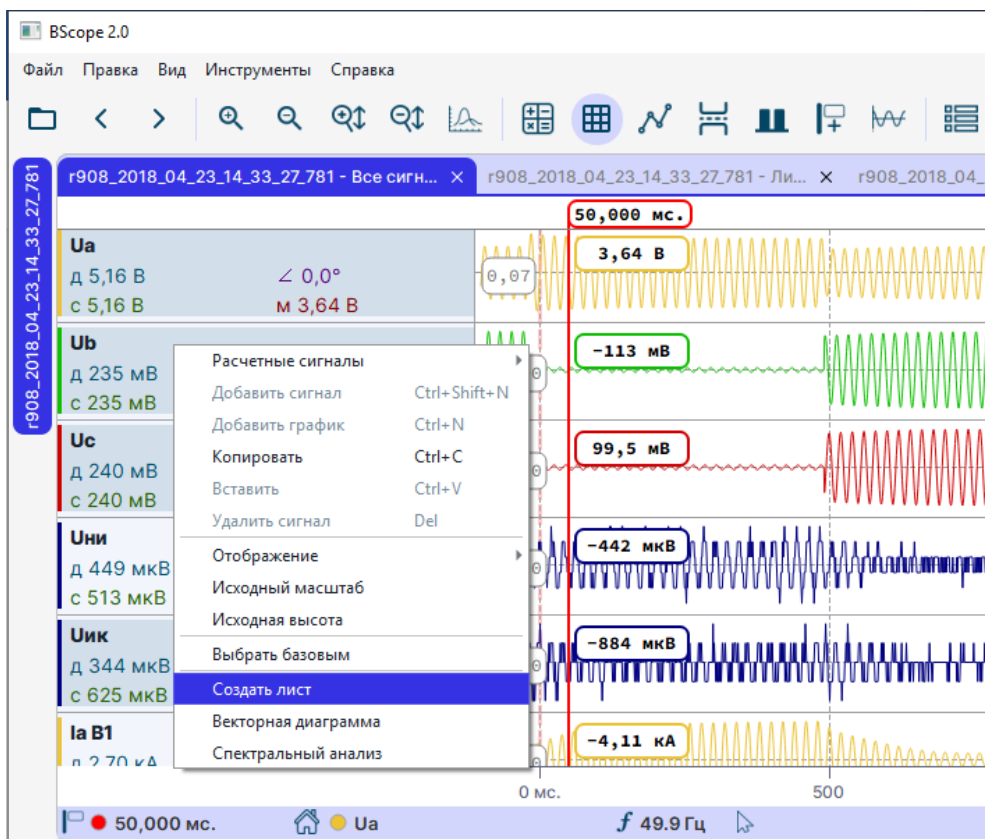 BScope 2.0
Файл Правка Вид Инструменты Справка
r908_2018_04_23_14_33_27_781
r908_2018_04_23_14_33_27_781 - Все сигн... × r908_2018_04_23_14_33_27_781 - Ли... × r908_2018_04_
50,000 мс.
Ua
д 5,16 В ∠ 0,0°
с 5,16 В м 3,64 В
0,07
3,64 В
Ub
д 235 мВ
с 235 мВ
0
-113 мВ
Uc
д 240 мВ
с 240 мВ
0
99,5 мВ
Uни
д 449 мкВ
с 513 мкВ
0
-442 мкВ
Uик
д 344 мкВ
с 625 мкВ
0
-884 мкВ
Ia B1
д 2,70 кА
0
-4,11 кА
Расчетные сигналы
Добавить сигнал Ctrl+Shift+N
Добавить график Ctrl+N
Копировать Ctrl+C
Вставить Ctrl+V
Удалить сигнал Del
Отображение
Исходный масштаб
Исходная высота
Выбрать базовым
Создать лист
Векторная диаграмма
Спектральный анализ
0 мс. 500
50,000 мс. Ua f 49.9 Гц